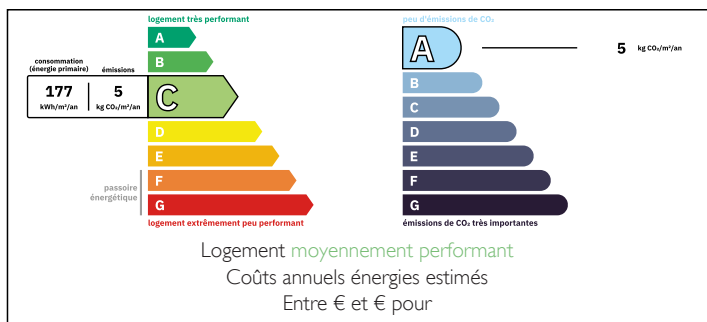 logement très performant
A
B
consommation
(énergie primaire)
émissions
177
kWh/m²/an
5
kg CO₂/m²/an
C
D
E
F
G
passoire
énergétique
logement extrêmement peu performant
peu d'émissions de CO₂
A
5 kg CO₂/m²/an
B
C
D
E
F
G
émissions de CO₂ très importantes
Logement moyennement performant
Coûts annuels énergies estimés
Entre € et € pour